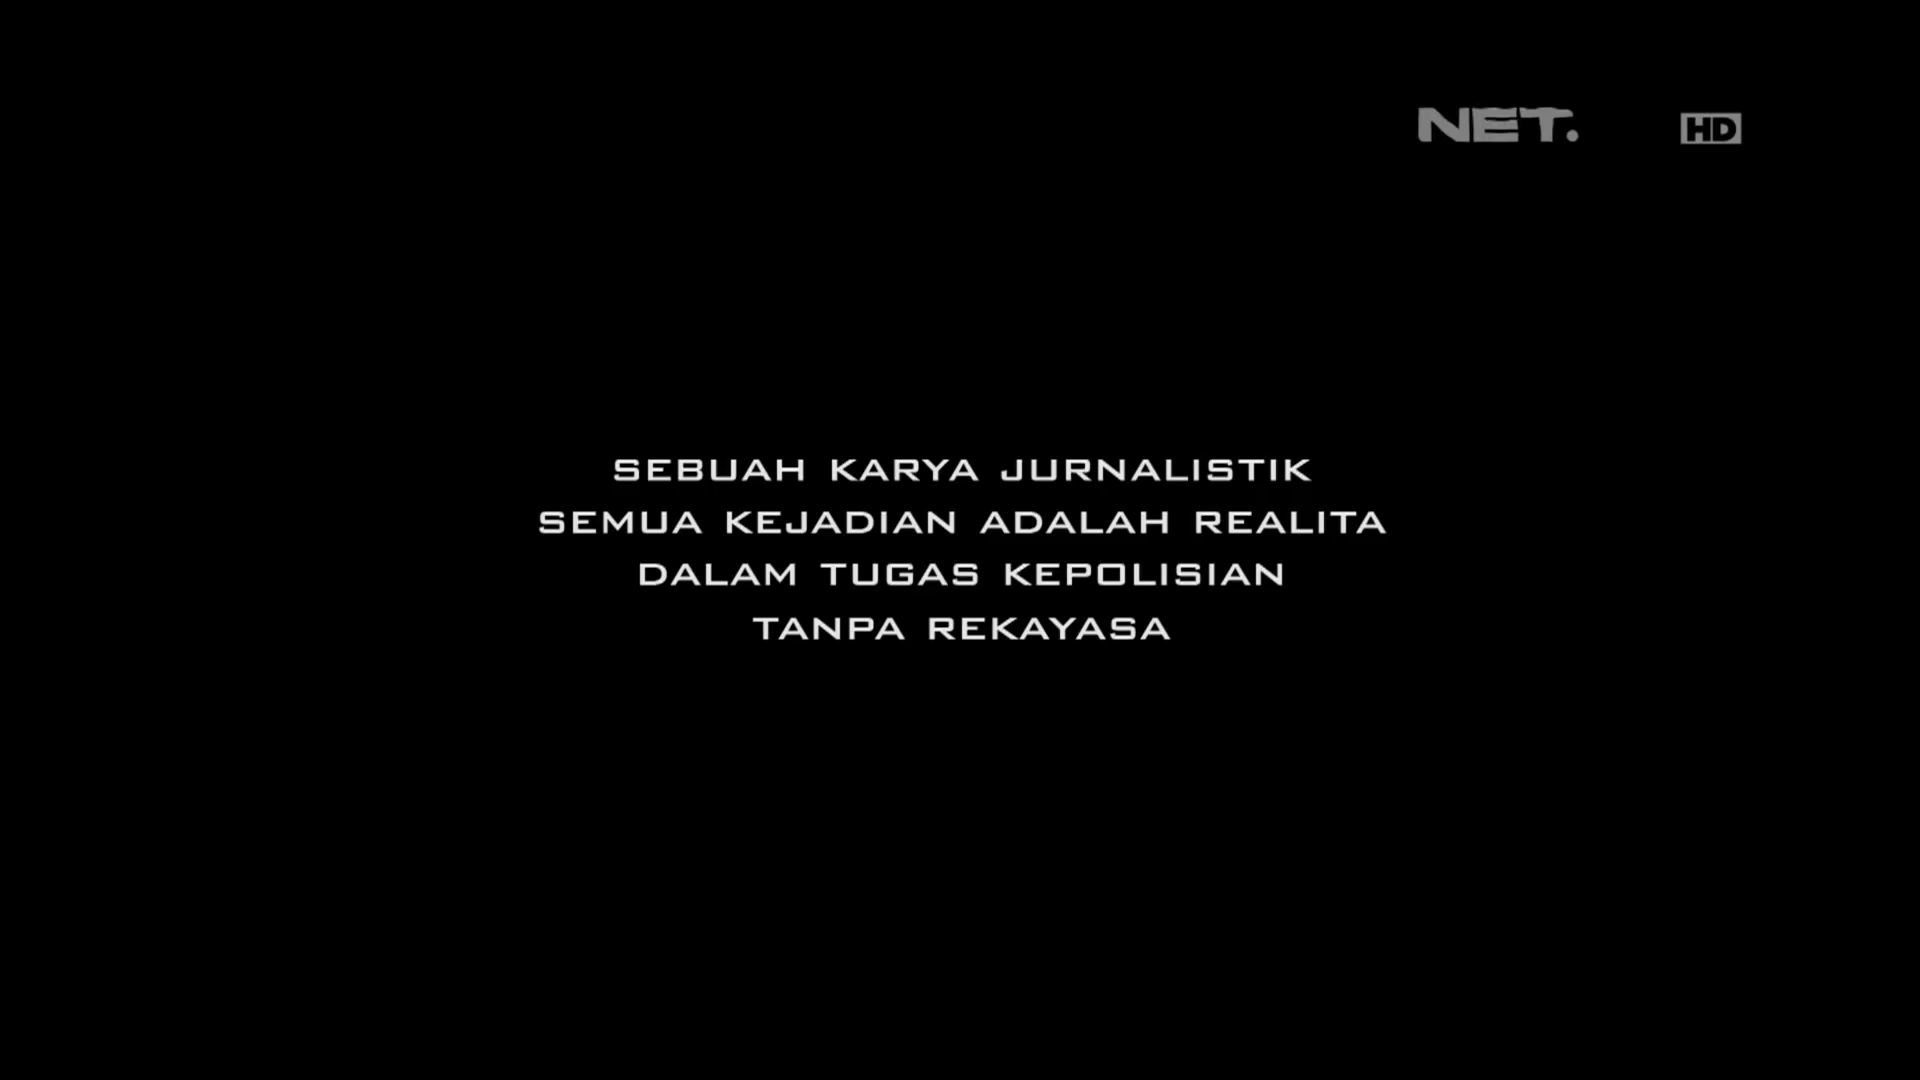 NET.
HD
SEBUAH KARYA JURNALISTIK
SEMUA KEJADIAN ADALAH REALITA
DALAM TUGAS KEPOLISIAN
TANPA REKAYASA